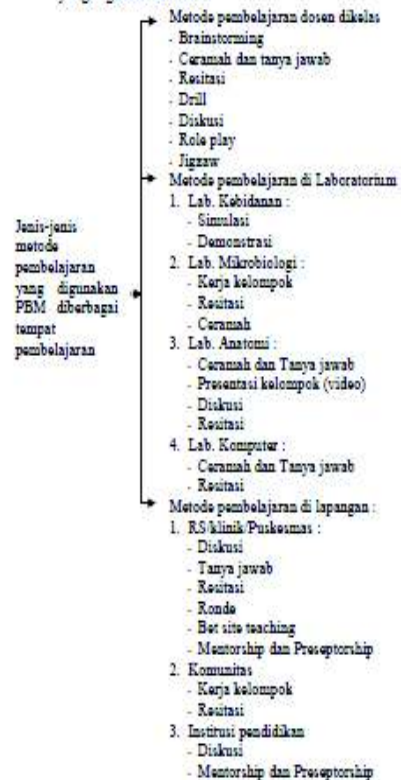 Jenis-jenis
metode
pembelajaran
yang digunakan
PBM diberbagai
tempat
pembelajaran
Metode pembelajaran dosen dikelas
- Brainstorming
- Ceramah dan tanya jawab
- Resitasi
- Drill
- Diskusi
- Role play
- Jigzaw
Metode pembelajaran di Laboratorium
1. Lab. Kebidanan :
- Simulasi
- Demonstrasi
2. Lab. Mikrobiologi :
- Kerja kelompok
- Resitasi
- Ceramah
3. Lab. Anatomi :
- Ceramah dan Tanya jawab
- Presentasi kelompok (video)
- Diskusi
- Resitasi
4. Lab. Komputer :
- Ceramah dan Tanya jawab
- Resitasi
Metode pembelajaran di lapangan :
1. RS/klinik/Puskesmas :
- Diskusi
- Tanya jawab
- Resitasi
- Ronde
- Bet site teaching
- Mentorship dan Preseptorship
2. Komunitas
- Kerja kelompok
- Resitasi
3. Institusi pendidikan
- Diskusi
- Mentorship dan Preseptorship